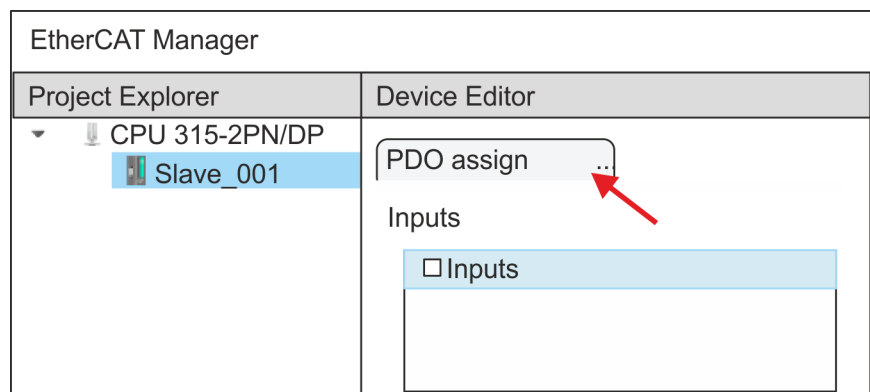 EtherCAT Manager
Project Explorer
Device Editor
CPU 315-2PN/DP
Slave_001
PDO assign ...
Inputs
Inputs